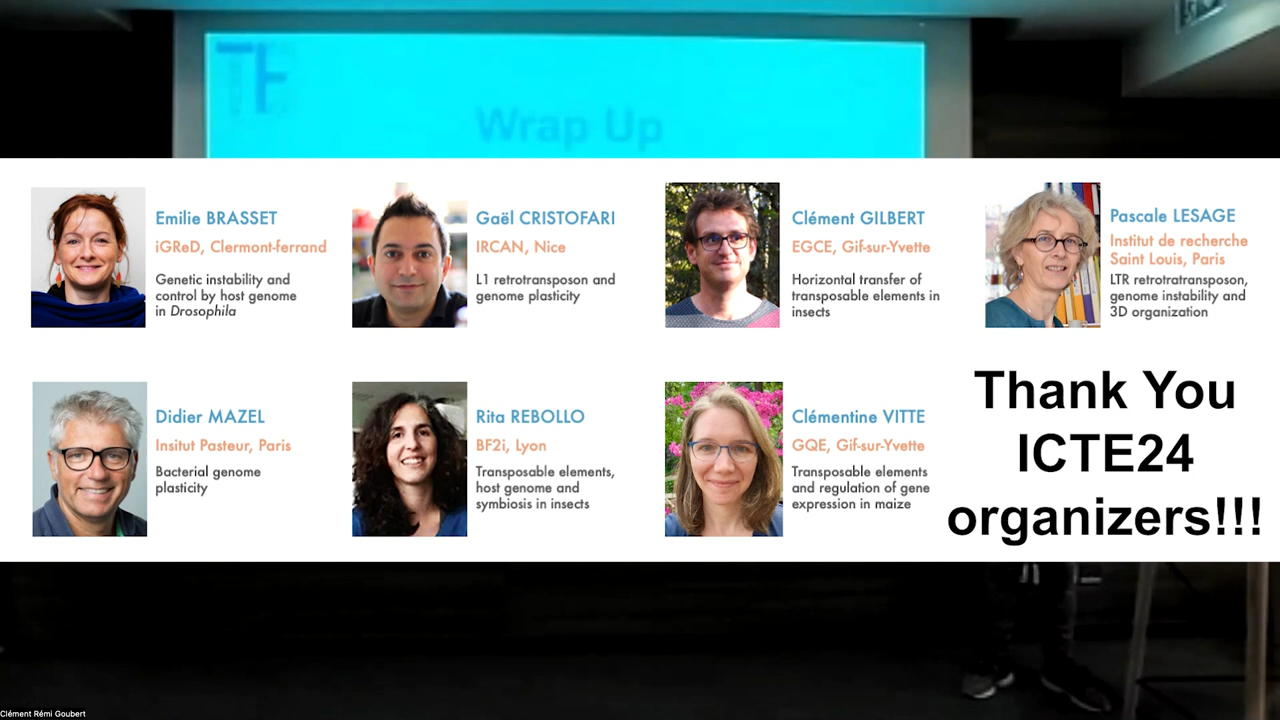 Wrap Up
Emilie BRASSET
iGReD, Clermont-ferrand
Genetic instability and
control by host genome
in Drosophila
Gaël CRISTOFARI
IRCAN, Nice
L1 retrotransposon and
genome plasticity
Clément GILBERT
EGCE, Gif-sur-Yvette
Horizontal transfer of
transposable elements in
insects
Pascale LESAGE
Institut de recherche
Saint Louis, Paris
LTR retrotratransposon,
genome instability and
3D organization
Didier MAZEL
Insitut Pasteur, Paris
Bacterial genome
plasticity
Rita REBOLLO
BF2i, Lyon
Transposable elements,
host genome and
symbiosis in insects
Clémentine VITTE
GQE, Gif-sur-Yvette
Transposable elements
and regulation of gene
expression in maize
Thank You
ICTE24
organizers!!!
Clément Rémi Goubert